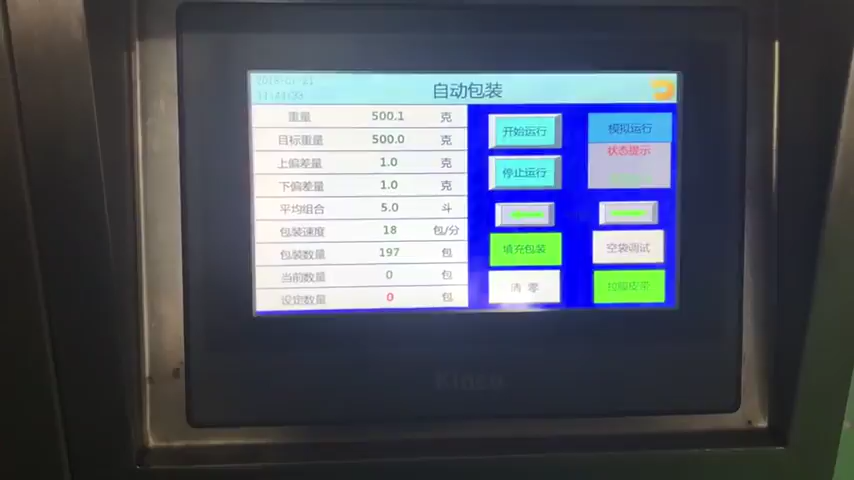 自动包装
重量 500.1 克
目标重量 500.0 克
上偏差量 1.0 克
下偏差量 1.0 克
平均组合 5.0 斗
包装速度 18 包/分
包装数量 197 包
当前数量 0 包
设定数量 0 包
开始运行 模拟运行
状态提示
停止运行
填充包装 空袋调试
清 零 拉膜皮带
Kinco